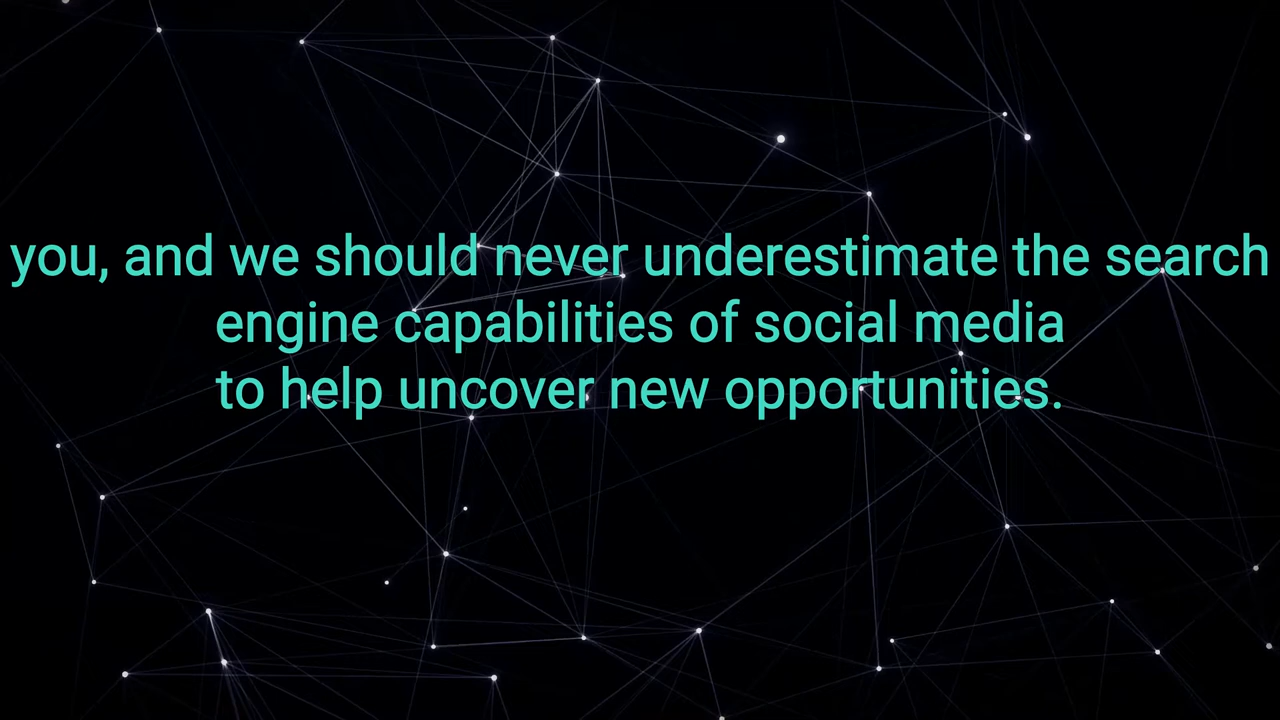 you, and we should never underestimate the search
engine capabilities of social media
to help uncover new opportunities.